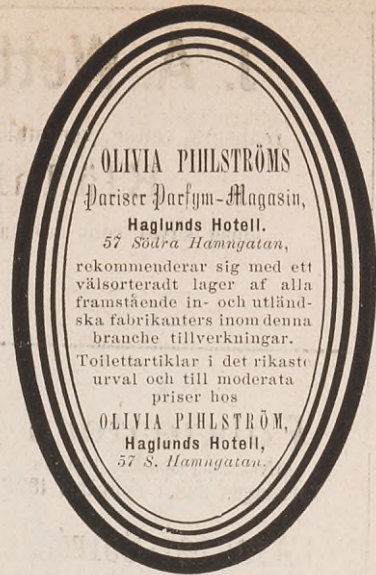 OLIVIA PIHLSTRÖMS
Pariser Parfym-Magasin,
Haglunds Hotell.
57 Södra Hamngatan,
rekommenderar sig med ett
välsorteradt lager af alla
framstående in- och utländ-
ska fabrikanters inom denna
branche tillverkningar.
Toilettartiklar i det rikaste
urval och till moderata
priser hos
OLIVIA PIHLSTRÖM,
Haglunds Hotell,
57 S. Hamngatan.